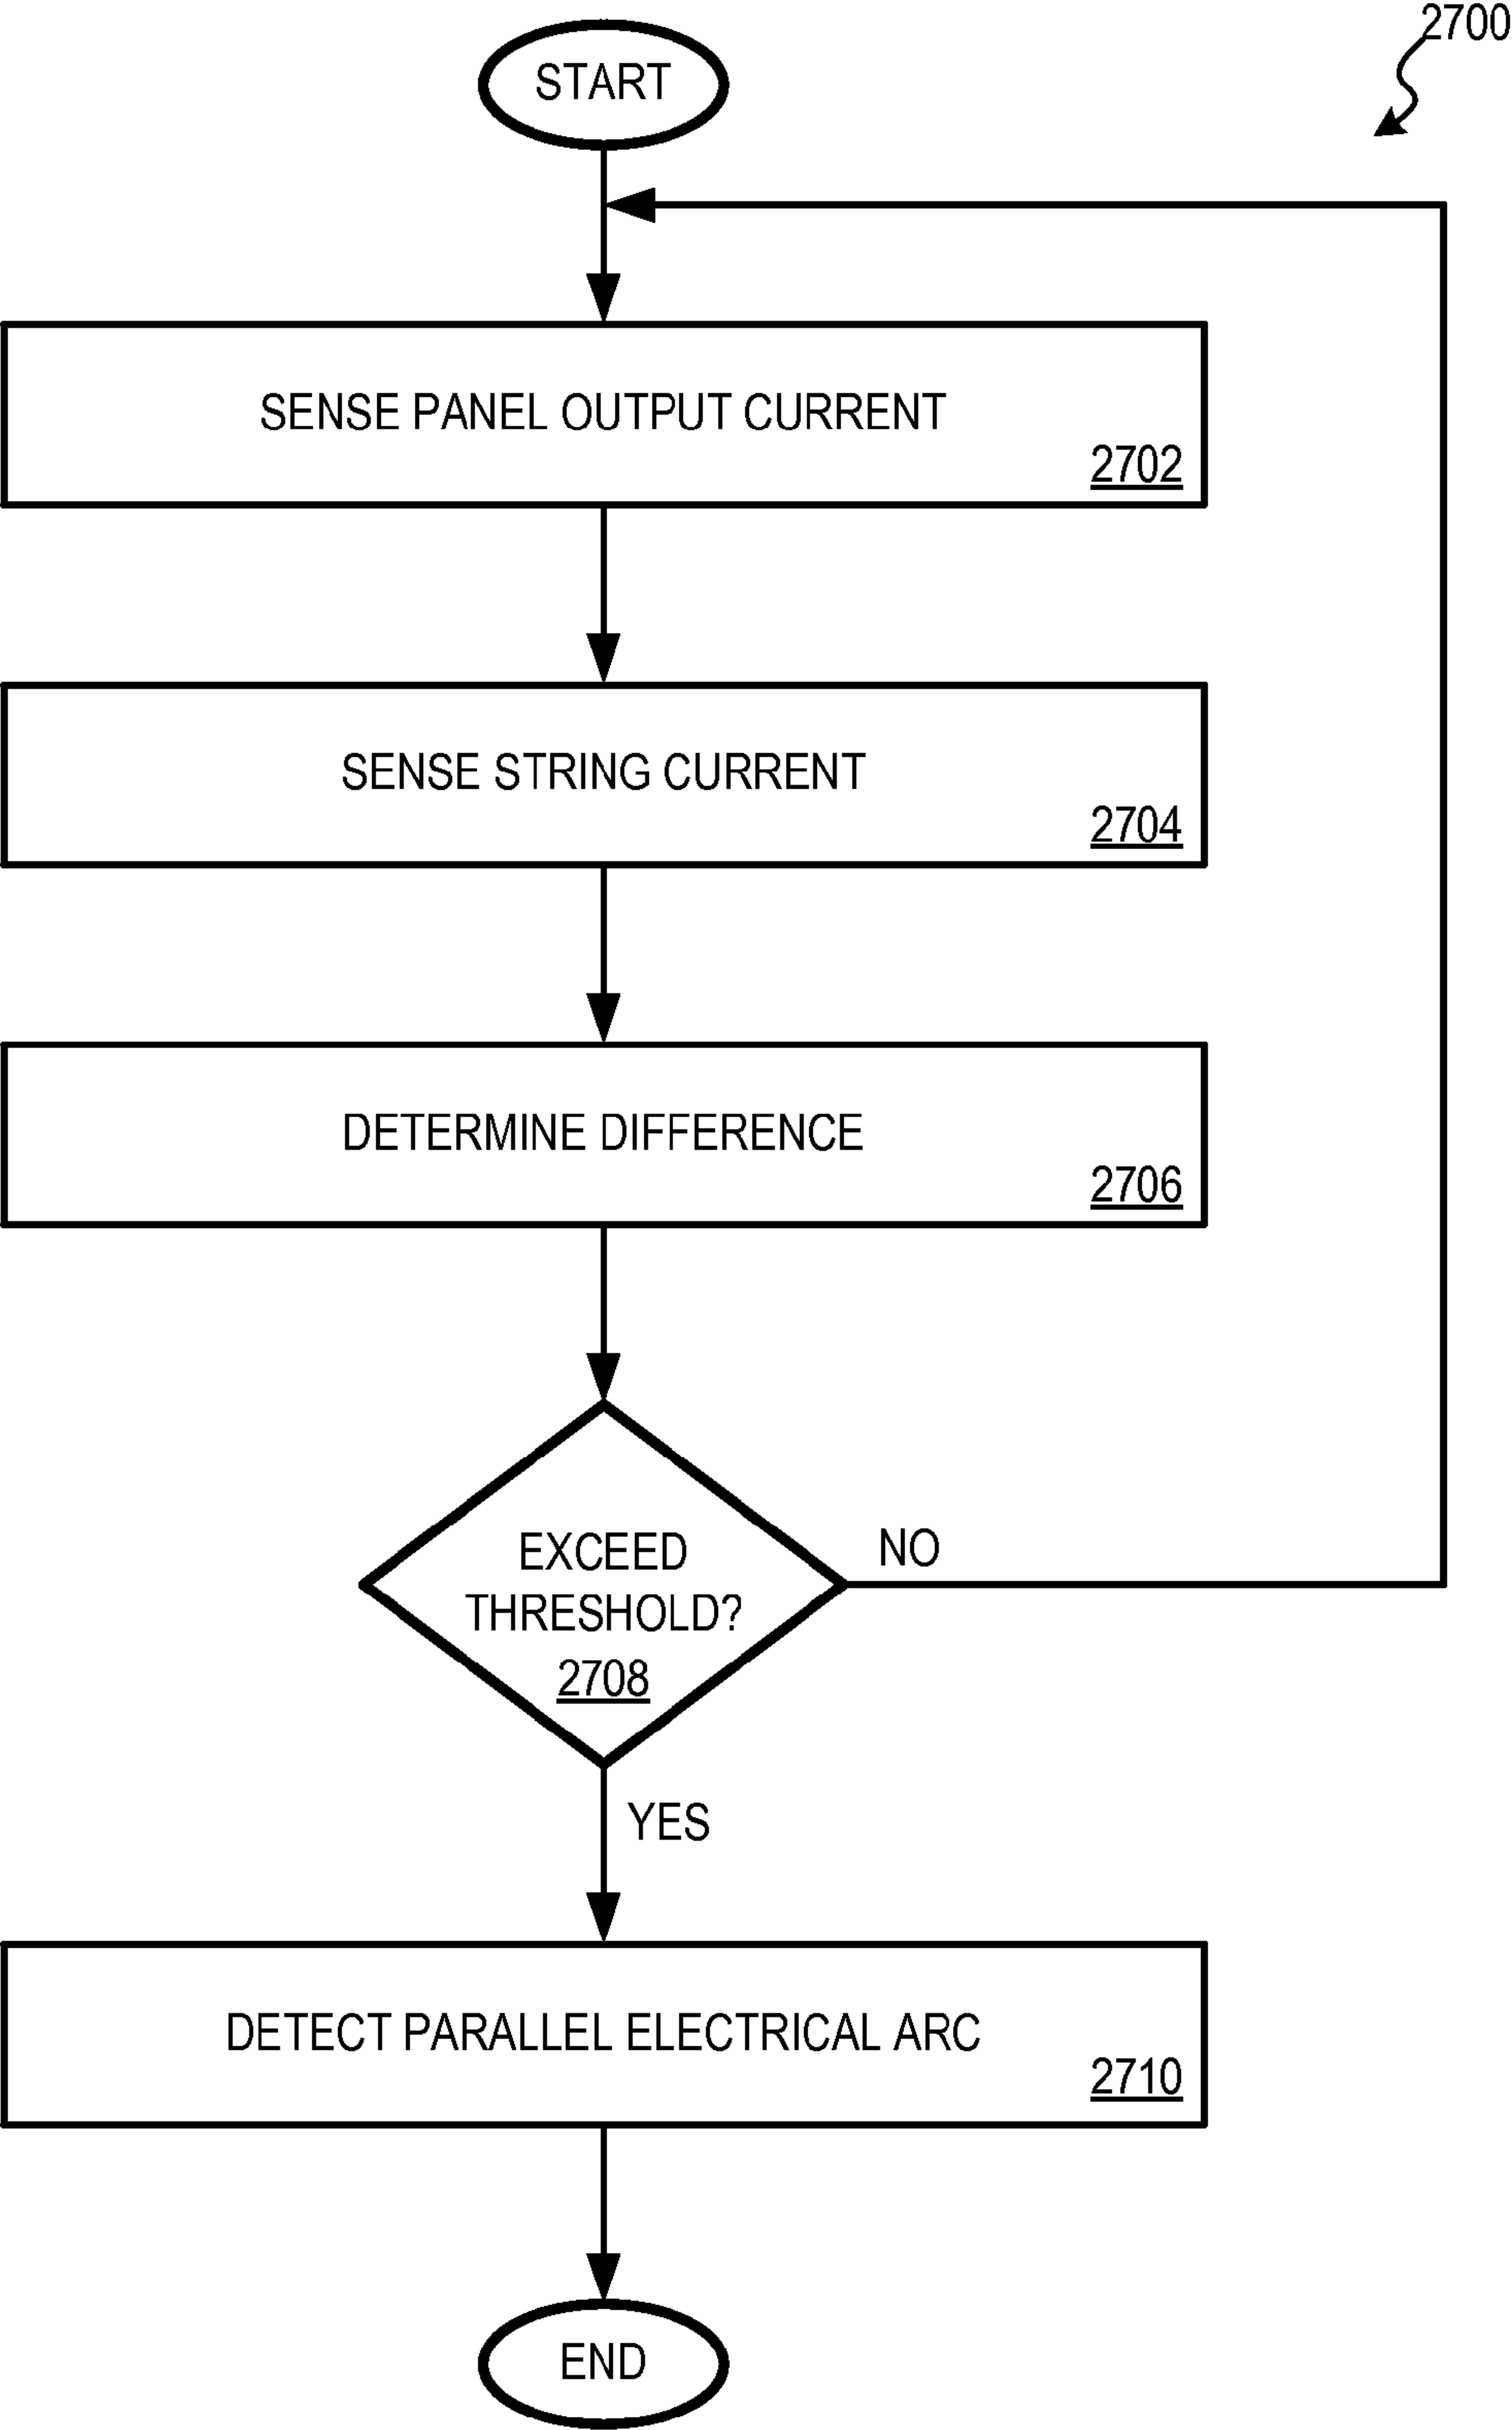 2700
START
SENSE PANEL OUTPUT CURRENT
2702
SENSE STRING CURRENT
2704
DETERMINE DIFFERENCE
2706
EXCEED
THRESHOLD?
2708
NO
YES
DETECT PARALLEL ELECTRICAL ARC
2710
END